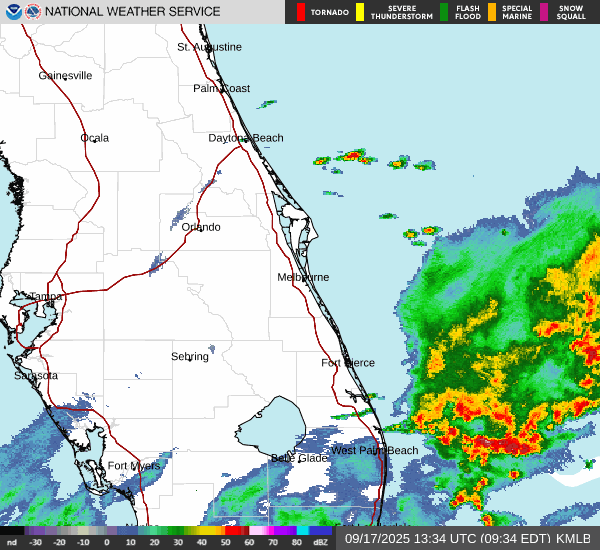 NATIONAL WEATHER SERVICE
TORNADO
SEVERE THUNDERSTORM
FLASH FLOOD
SPECIAL MARINE
SNOW SQUALL
St. Augustine
Gainesville
Palm Coast
Ocala
Daytona Beach
Orlando
Melbourne
Tampa
Sebring
Fort Pierce
Sarasota
West Palm Beach
Belle Glade
Fort Myers
nd -30 -20 -10 0 10 20 30 40 50 60 70 80 dBZ
09/17/2025 13:34 UTC (09:34 EDT) KMLB